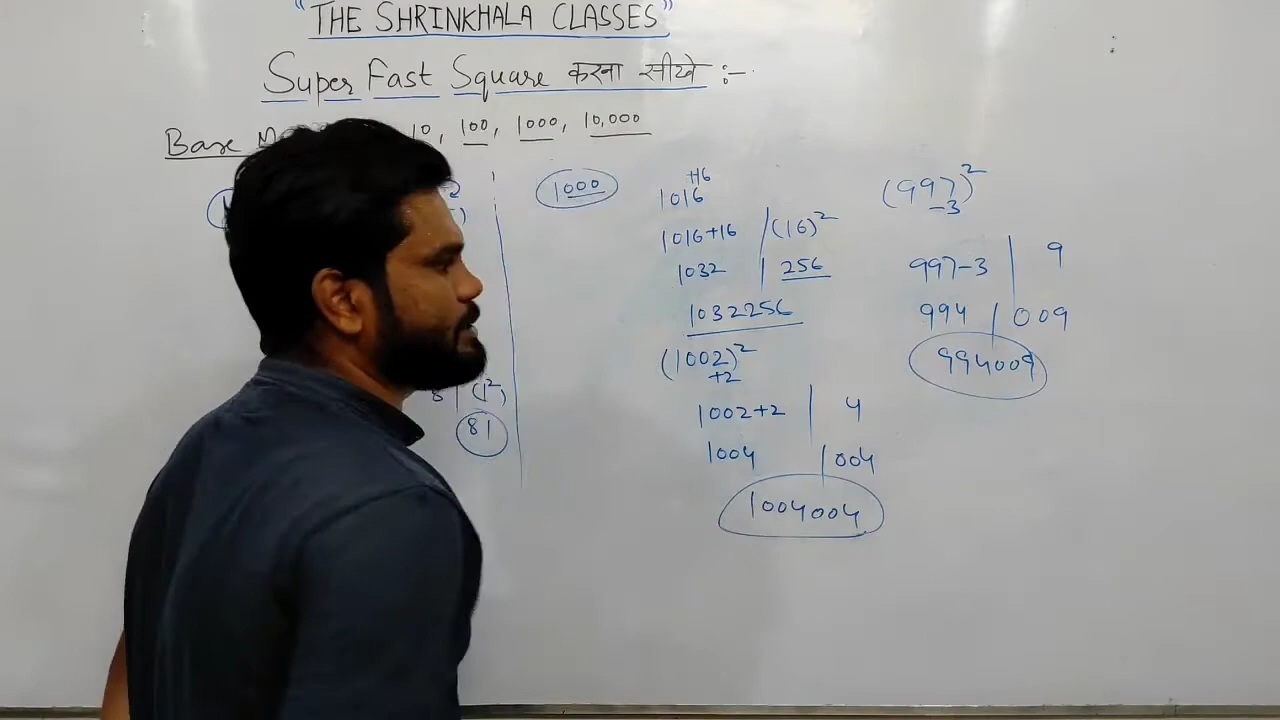 "THE SHRINKHALA CLASSES"
Super Fast Square करना सीखे :-
Base 10, 100, 1000, 10,000
1000
+16
1016
1016+16 | (16)²
1032 | 256
1032256
(1002)²
+2
1002+2 | 4
1004 | 004
1004004
(997)²
-3
997-3 | 9
994 | 009
994009
8 | (1²)
81